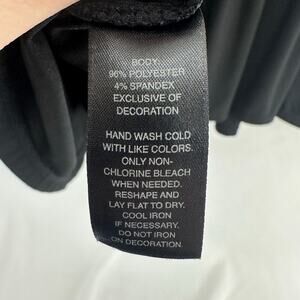 BODY:
96% POLYESTER
4% SPANDEX
EXCLUSIVE OF
DECORATION
HAND WASH COLD
WITH LIKE COLORS.
ONLY NON-
CHLORINE BLEACH
WHEN NEEDED.
RESHAPE AND
LAY FLAT TO DRY.
COOL IRON
IF NECESSARY.
DO NOT IRON
ON DECORATION.